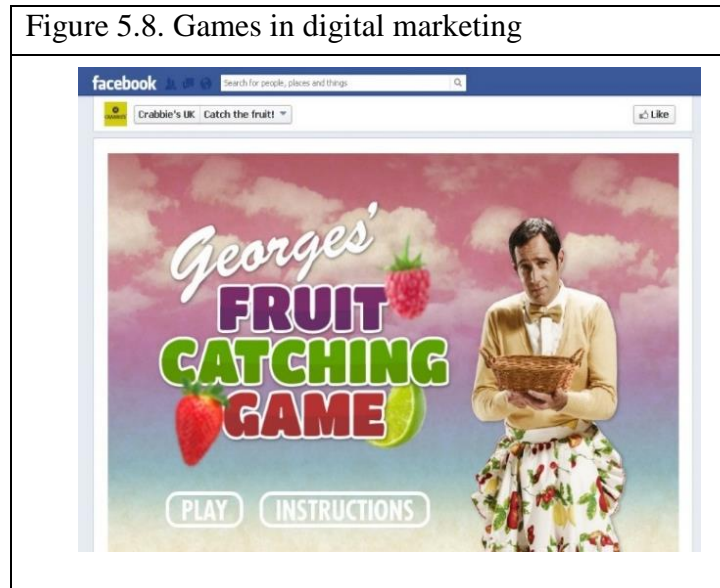 Figure 5.8. Games in digital marketing
facebook Search for people, places and things
CRABBIE'S Crabbie's UK Catch the fruit! Like
Georges'
FRUIT
CATCHING
GAME
PLAY INSTRUCTIONS